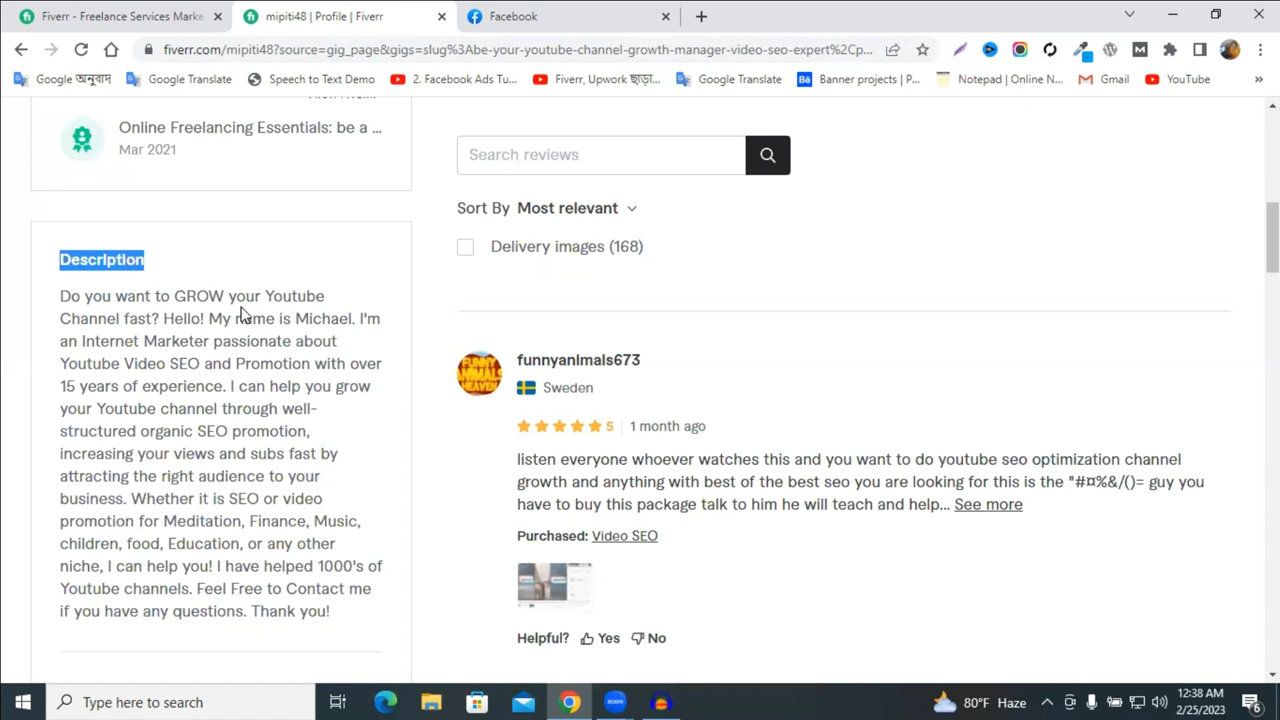 Fiverr - Freelance Services Marke
mipiti48 | Profile | Fiverr
Facebook
fiverr.com/mipiti48?source=gig_page&gigs=slug%3Abe-your-youtube-channel-growth-manager-video-seo-expert%2Cp...
Google অনুবাদ
Google Translate
Speech to Text Demo
2. Facebook Ads Tu...
Fiverr, Upwork ছাড়া...
Google Translate
Banner projects | P...
Notepad | Online N...
Gmail
YouTube
»
Online Freelancing Essentials: be a ...
Mar 2021
Description
Do you want to GROW your Youtube
Channel fast? Hello! My name is Michael. I'm
an Internet Marketer passionate about
Youtube Video SEO and Promotion with over
15 years of experience. I can help you grow
your Youtube channel through well-
structured organic SEO promotion,
increasing your views and subs fast by
attracting the right audience to your
business. Whether it is SEO or video
promotion for Meditation, Finance, Music,
children, food, Education, or any other
niche, I can help you! I have helped 1000's of
Youtube channels. Feel Free to Contact me
if you have any questions. Thank you!
Search reviews
Sort By Most relevant
Delivery images (168)
FUNNY
ANIMALS
HEAVEN
funnyanimals673
Sweden
5 | 1 month ago
listen everyone whoever watches this and you want to do youtube seo optimization channel
growth and anything with best of the best seo you are looking for this is the "#¤%&/()= guy you
have to buy this package talk to him he will teach and help... See more
Purchased: Video SEO
Helpful? Yes No
Type here to search
zoom
80°F Haze
12:38 AM
2/25/2023
6